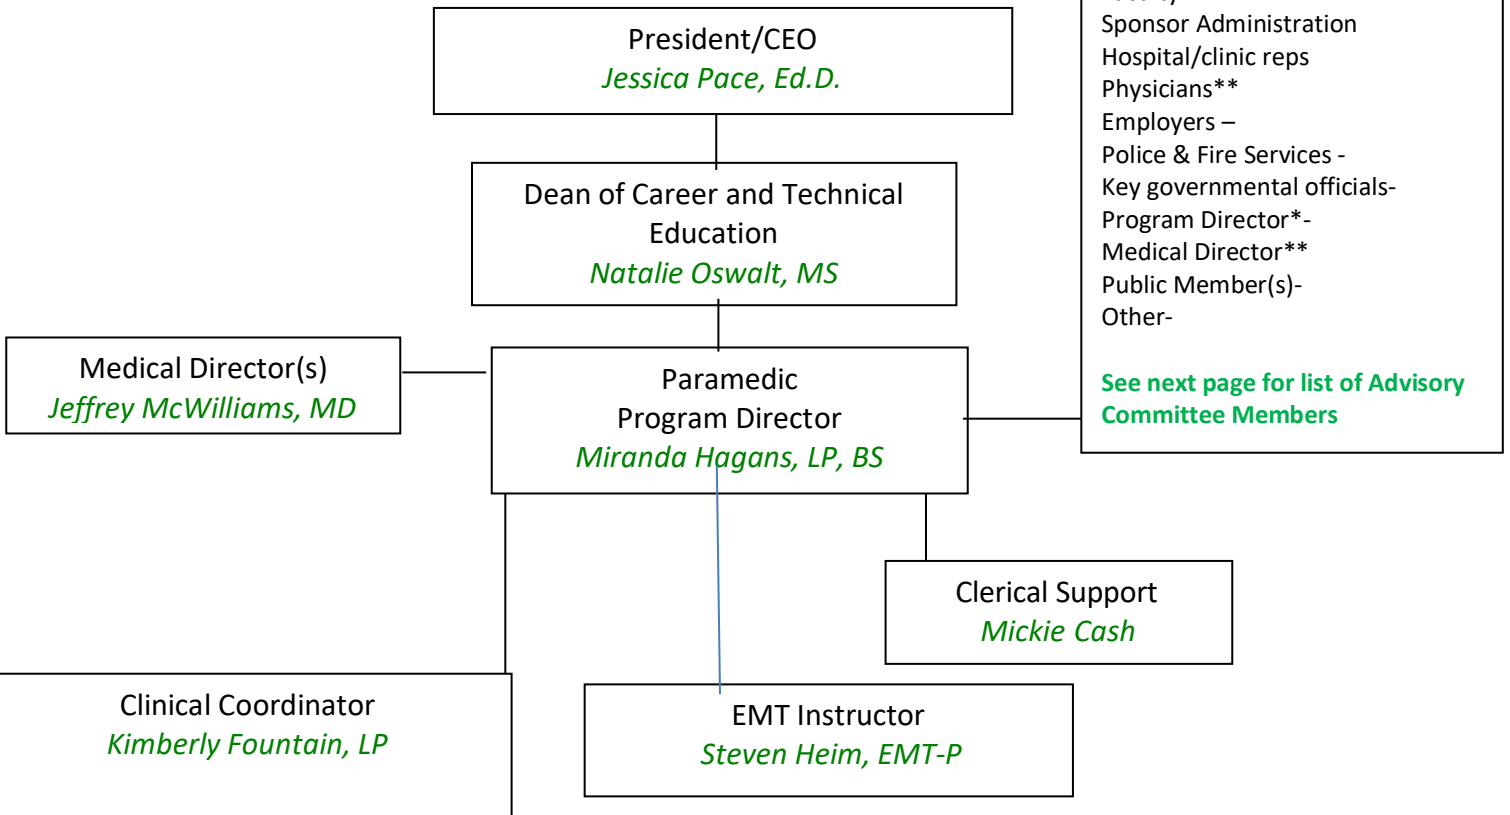 President/CEO
Jessica Pace, Ed.D.
Dean of Career and Technical
Education
Natalie Oswalt, MS
Medical Director(s)
Jeffrey McWilliams, MD
Paramedic
Program Director
Miranda Hagans, LP, BS
Sponsor Administration
Hospital/clinic reps
Physicians**
Employers –
Police & Fire Services -
Key governmental officials-
Program Director*-
Medical Director**
Public Member(s)-
Other-
See next page for list of Advisory
Committee Members
Clerical Support
Mickie Cash
Clinical Coordinator
Kimberly Fountain, LP
EMT Instructor
Steven Heim, EMT-P